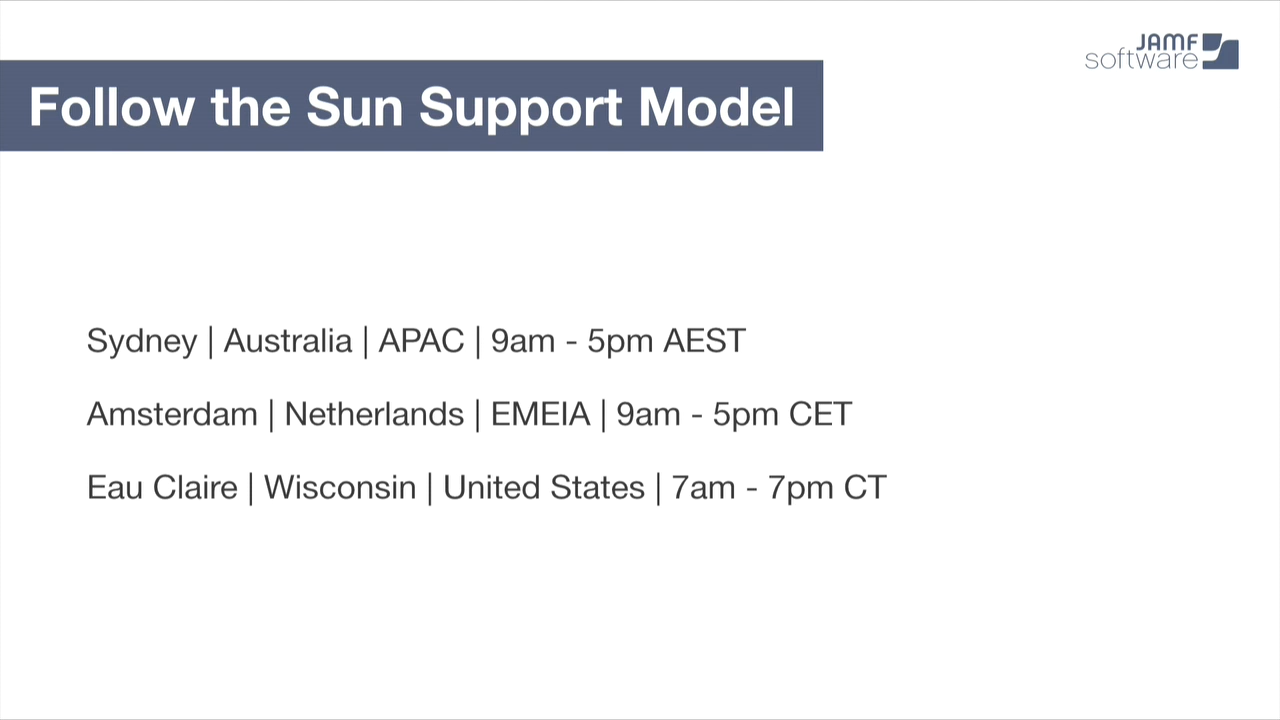 JAMF
software
Follow the Sun Support Model
Sydney | Australia | APAC | 9am - 5pm AEST
Amsterdam | Netherlands | EMEIA | 9am - 5pm CET
Eau Claire | Wisconsin | United States | 7am - 7pm CT